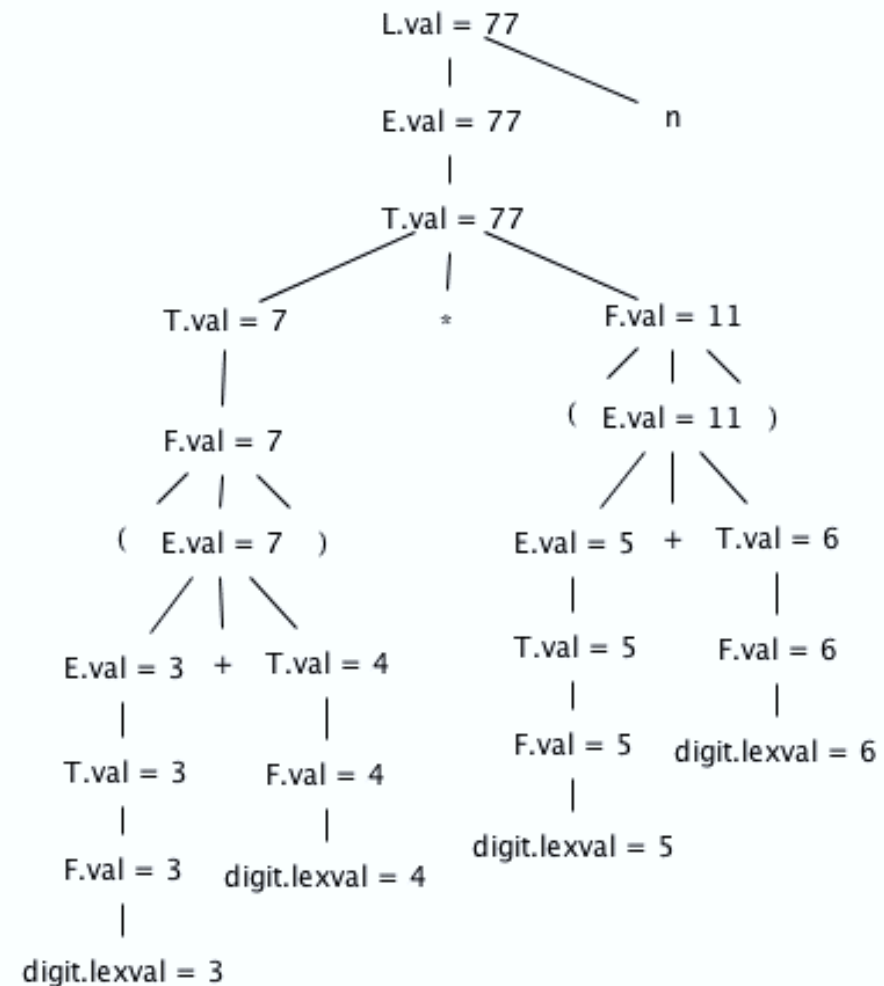 L.val = 77
E.val = 77 n
T.val = 77
T.val = 7 * F.val = 11
( E.val = 11 )
F.val = 7
( E.val = 7 ) E.val = 5 + T.val = 6
E.val = 3 + T.val = 4 T.val = 5 F.val = 6
T.val = 3 F.val = 4 F.val = 5 digit.lexval = 6
F.val = 3 digit.lexval = 4 digit.lexval = 5
digit.lexval = 3